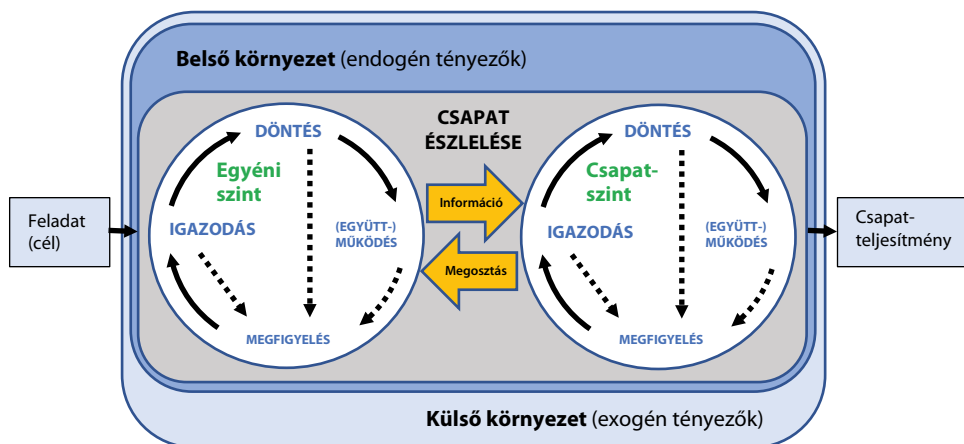 Belső környezet (endogén tényezők)
CSAPAT
ÉSZLELÉSE
Feladat
(cél)
DÖNTÉS
Egyéni
szint
IGAZODÁS
(EGYÜTT-)
MŰKÖDÉS
MEGFIGYELÉS
Információ
Megosztás
DÖNTÉS
Csapat-
szint
IGAZODÁS
(EGYÜTT-)
MŰKÖDÉS
MEGFIGYELÉS
Csapat-
teljesítmény
Külső környezet (exogén tényezők)